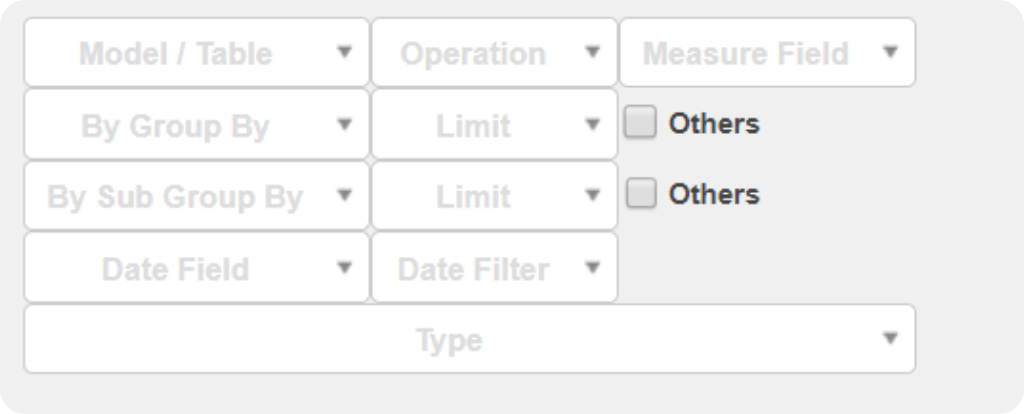 Model / Table Operation Measure Field
By Group By Limit Others
By Sub Group By Limit Others
Date Field Date Filter
Type